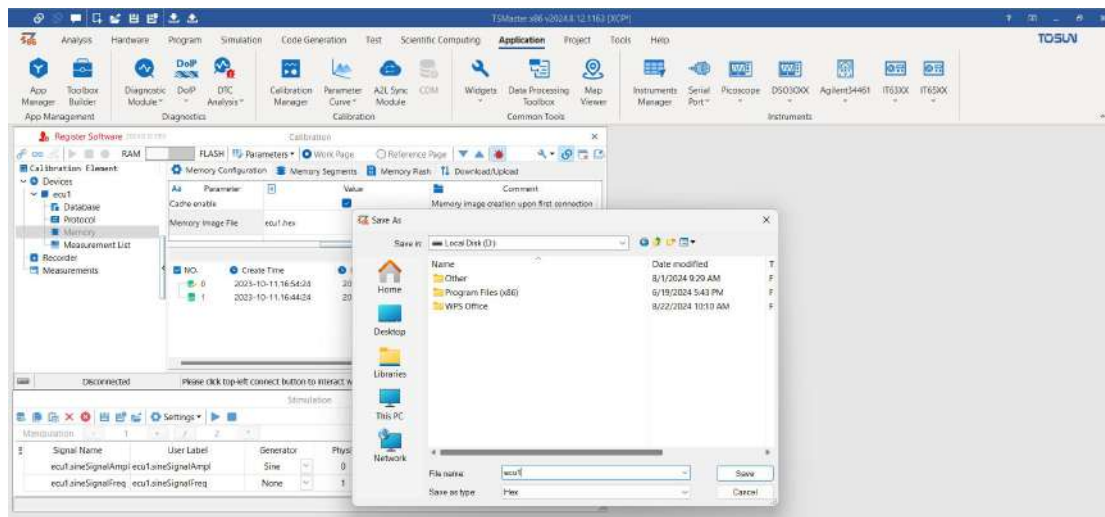 TSMaster x86 v2024.8.12.1163 [XCP*]
Analysis Hardware Program Simulation Code Generation Test Scientific Computing Application Project Tools Help
TOSUN
DoIP
App Manager
Toolbox Builder
Diagnostic Module
DoIP
DTC Analysis
Calibration Manager
Parameter Curve
A2L Sync Module
COM
Widgets
Data Processing Toolbox
Map Viewer
Instruments Manager
Serial Port
Picoscope
DSO3OXX
Agilent34461
IT63XX
IT65XX
App Management Diagnostics Calibration Common Tools Instruments
Register Software
Calibration
RAM FLASH Parameters Work Page Reference Page
Calibration Element
Memory Configuration Memory Segments Memory Flash Download/Upload
Devices
Aa Parameter Value Comment
ecu1
Cache enable Memory image creation upon first connection
Database
Protocol
Memory Image File ecu1.hex
Memory
Measurement List
Recorder
Measurements
NO. Create Time
0 2023-10-11.16:54:24 20
1 2023-10-11.16:44:24 20
Disconnected Please click top-left connect button to interact w
Stimulation
Settings
Manipulation 1
Signal Name User Label Generator Physi
ecu1.sineSignalAmpl ecu1.sineSignalAmpl Sine 0
ecu1.sineSignalFreq ecu1.sineSignalFreq None 1
Save As
Save in: Local Disk (D:)
Name Date modified T
Home
Other 8/1/2024 9:29 AM F
Program Files (x86) 6/19/2024 5:43 PM F
WPS Office 8/22/2024 10:10 AM F
Desktop
Libraries
This PC
Network
File name: ecu1 Save
Save as type: Hex Cancel